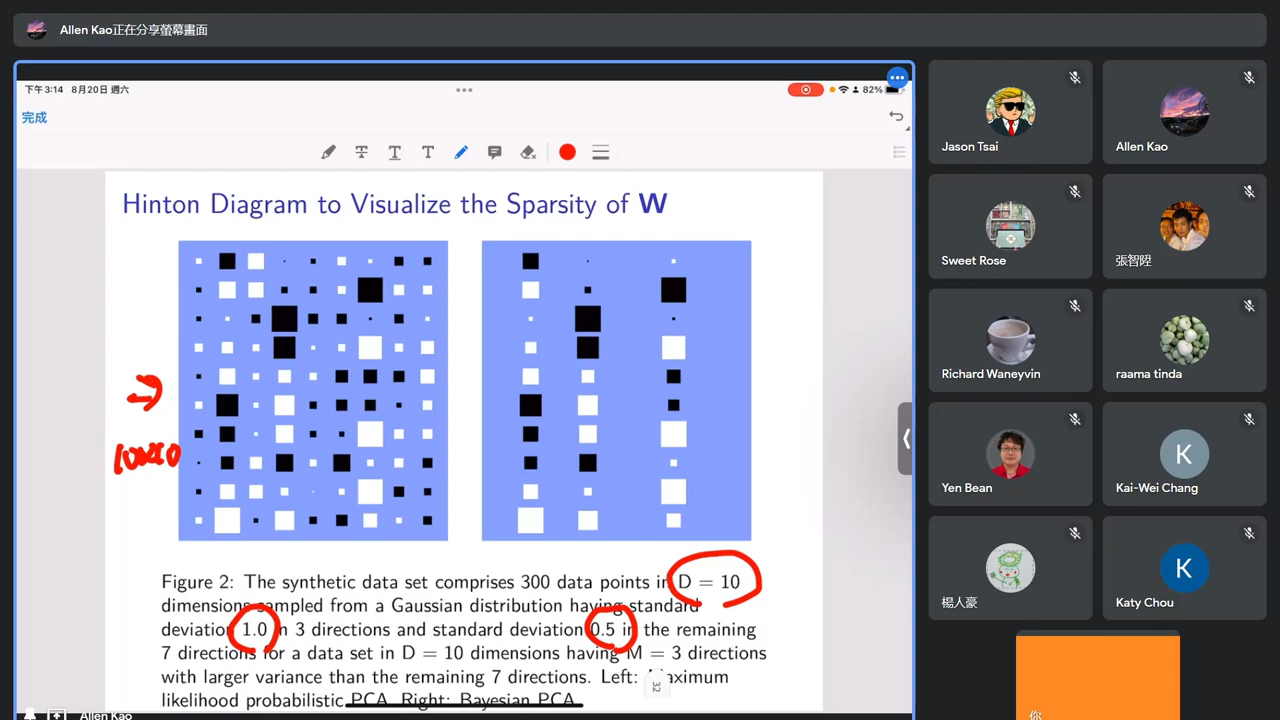 Allen Kao正在分享螢幕畫面
下午3:14 8月20日 週六
82%
完成
Hinton Diagram to Visualize the Sparsity of W
Figure 2: The synthetic data set comprises 300 data points in D = 10
dimensions sampled from a Gaussian distribution having standard
deviation 1.0 in 3 directions and standard deviation 0.5 in the remaining
7 directions for a data set in D = 10 dimensions having M = 3 directions
with larger variance than the remaining 7 directions. Left: Maximum
likelihood probabilistic PCA. Right: Bayesian PCA.
32
Allen Kao
Jason Tsai
Allen Kao
Sweet Rose
張智陞
Richard Waneyvin
raama tinda
Yen Bean
K
Kai-Wei Chang
楊人豪
K
Katy Chou
你